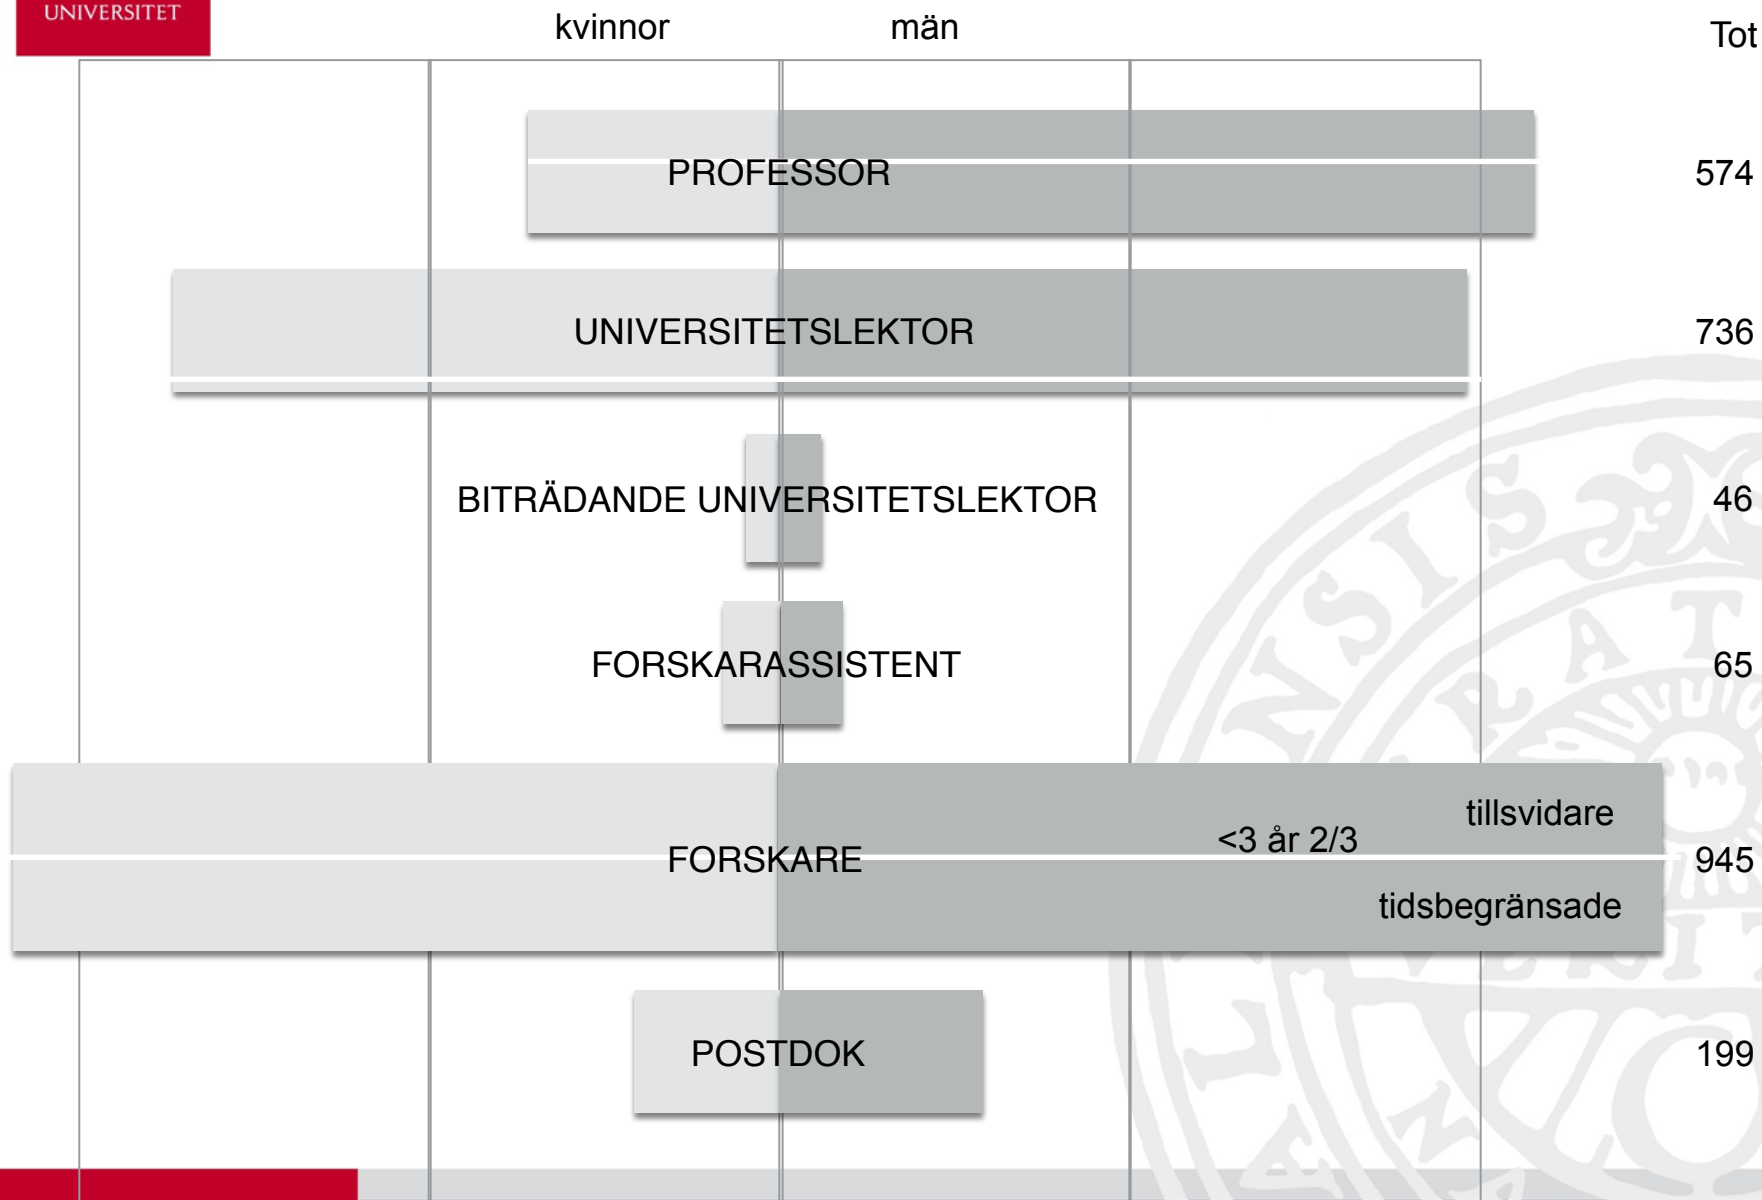 UNIVERSITET
kvinnor män Tot
PROFESSOR 574
UNIVERSITETSLEKTOR 736
BITRÄDANDE UNIVERSITETSLEKTOR 46
FORSKARASSISTENT 65
tillsvidare
<3 år 2/3
FORSKARE 945
tidsbegränsade
POSTDOK 199